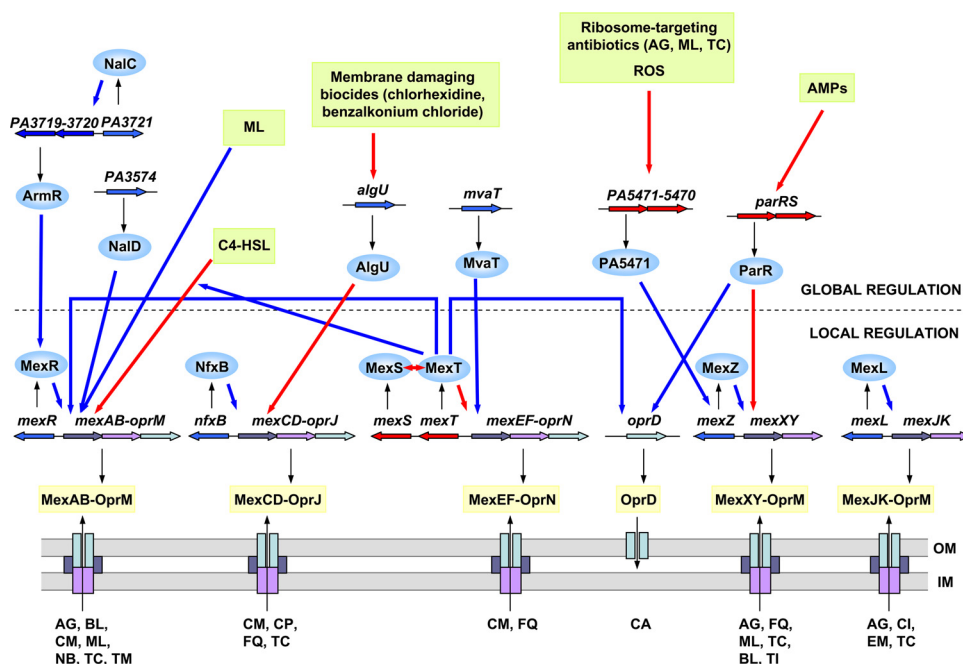 Ribosome-targeting
antibiotics (AG, ML, TC)
ROS
NalC
Membrane damaging
biocides (chlorhexidine,
benzalkonium chloride)
AMPs
PA3719-3720 PA3721
ML
PA3574
algU
mvaT
PA5471-5470
parRS
ArmR
NalD
C4-HSL
AlgU
MvaT
PA5471
ParR
GLOBAL REGULATION
LOCAL REGULATION
MexR
NfxB
MexS
MexT
MexZ
MexL
mexR mexAB-oprM
nfxB mexCD-oprJ
mexS mexT mexEF-oprN
oprD
mexZ mexXY
mexL mexJK
MexAB-OprM
MexCD-OprJ
MexEF-OprN
OprD
MexXY-OprM
MexJK-OprM
OM
IM
AG, BL,
CM, ML,
NB, TC, TM
CM, CP,
FQ, TC
CM, FQ
CA
AG, FQ,
ML, TC,
BL, TI
AG, CI,
EM, TC